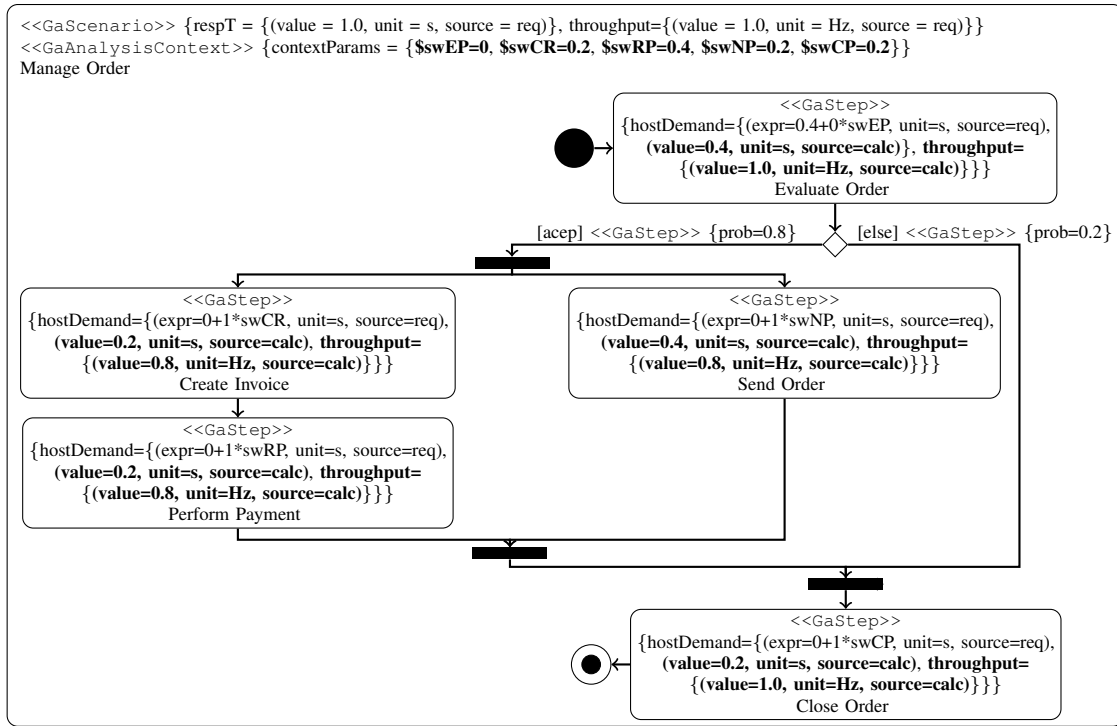 <<GaScenario>> {respT = {(value = 1.0, unit = s, source = req)}, throughput={(value = 1.0, unit = Hz, source = req)}}
<<GaAnalysisContext>> {contextParams = {$swEP=0, $swCR=0.2, $swRP=0.4, $swNP=0.2, $swCP=0.2}}
Manage Order
<<GaStep>>
{hostDemand={(expr=0.4+0*swEP, unit=s, source=req),
(value=0.4, unit=s, source=calc)}, throughput=
{(value=1.0, unit=Hz, source=calc)}}}
Evaluate Order
[acep] <<GaStep>> {prob=0.8}
[else] <<GaStep>> {prob=0.2}
<<GaStep>>
{hostDemand={(expr=0+1*swCR, unit=s, source=req),
(value=0.2, unit=s, source=calc), throughput=
{(value=0.8, unit=Hz, source=calc)}}}
Create Invoice
<<GaStep>>
{hostDemand={(expr=0+1*swNP, unit=s, source=req),
(value=0.4, unit=s, source=calc), throughput=
{(value=0.8, unit=Hz, source=calc)}}}
Send Order
<<GaStep>>
{hostDemand={(expr=0+1*swRP, unit=s, source=req),
(value=0.2, unit=s, source=calc), throughput=
{(value=0.8, unit=Hz, source=calc)}}}
Perform Payment
<<GaStep>>
{hostDemand={(expr=0+1*swCP, unit=s, source=req),
(value=0.2, unit=s, source=calc), throughput=
{(value=1.0, unit=Hz, source=calc)}}}
Close Order